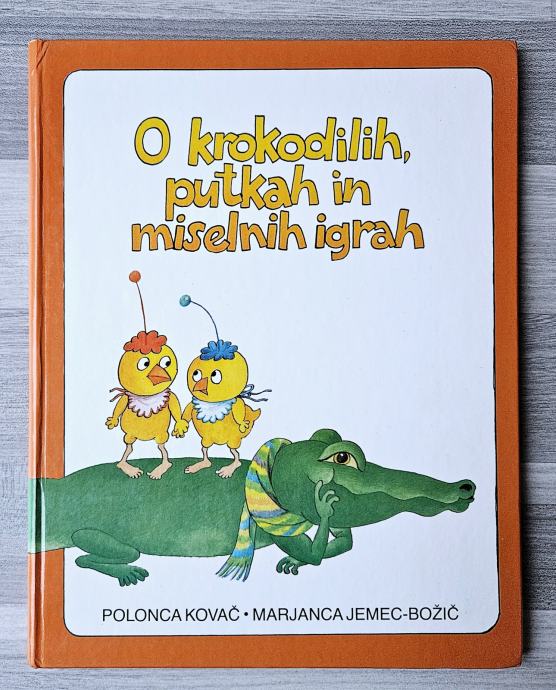 O krokodilih,
putkah in
miselnih igrah
POLONCA KOVAČ • MARJANCA JEMEC-BOŽIČ